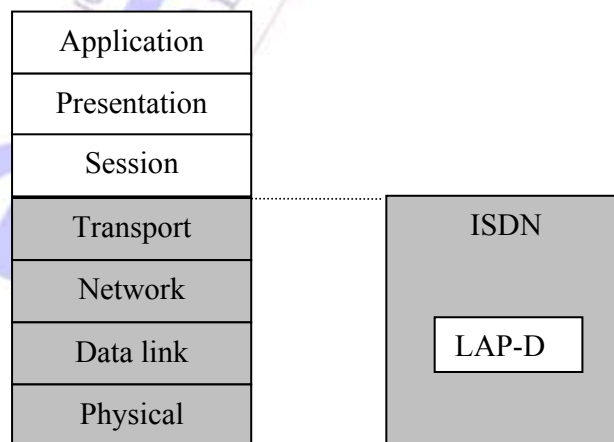 Application
Presentation
Session
Transport
Network
Data link
Physical
ISDN
LAP-D